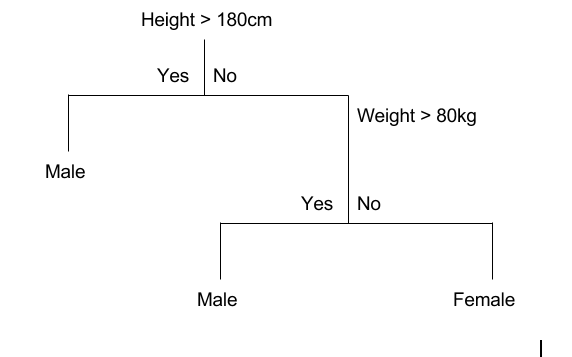 Height > 180cm
Yes No
Weight > 80kg
Male
Yes No
Male Female